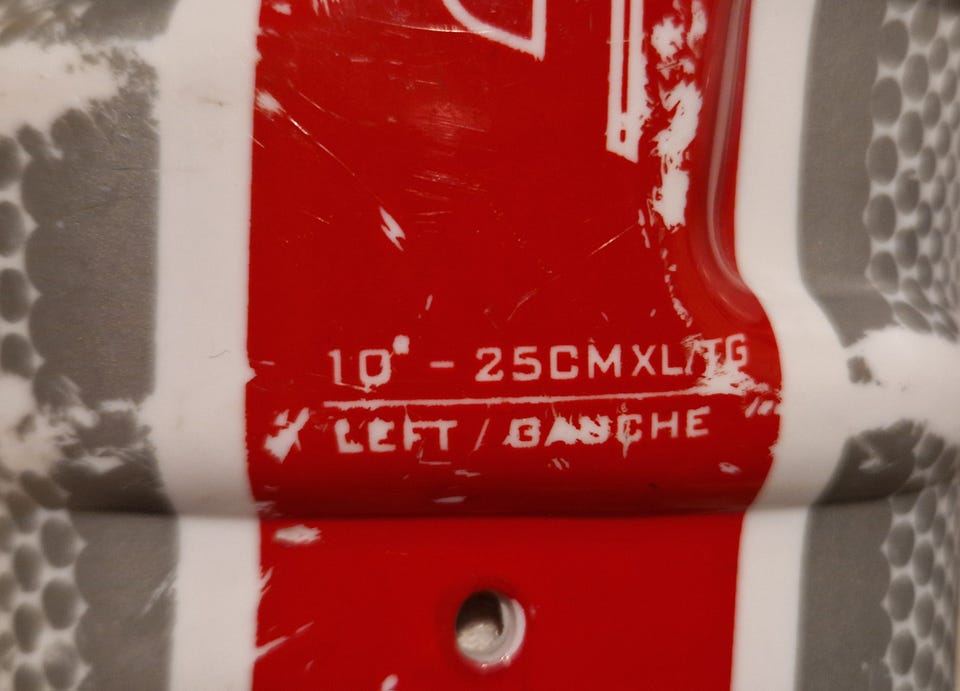 10" - 25CM XL/TG
LEFT / GAUCHE